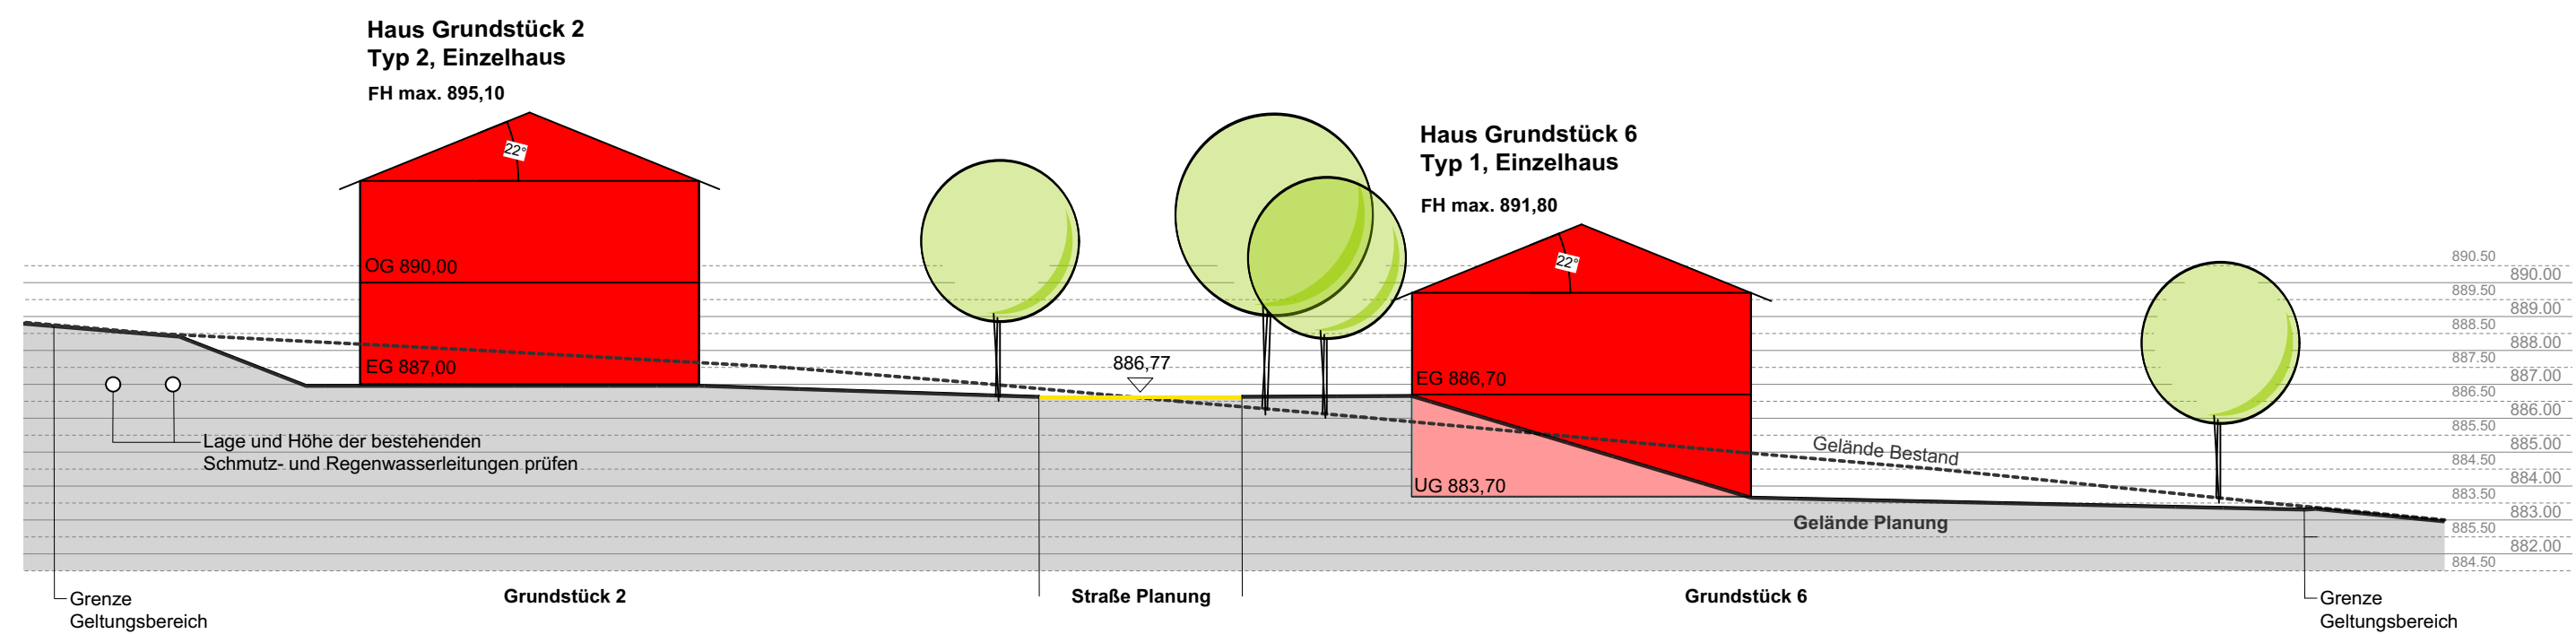 Haus Grundstück 2
Typ 2, Einzelhaus
FH max. 895,10
22°
OG 890,00
EG 887,00
Haus Grundstück 6
Typ 1, Einzelhaus
FH max. 891,80
22°
EG 886,70
UG 883,70
886,77
Lage und Höhe der bestehenden
Schmutz- und Regenwasserleitungen prüfen
Gelände Bestand
Gelände Planung
890.50
890.00
889.50
889.00
888.50
888.00
887.50
887.00
886.50
886.00
885.50
885.00
884.50
884.00
883.50
883.00
885.50
882.00
884.50
Grenze
Geltungsbereich
Grundstück 2
Straße Planung
Grundstück 6
Grenze
Geltungsbereich